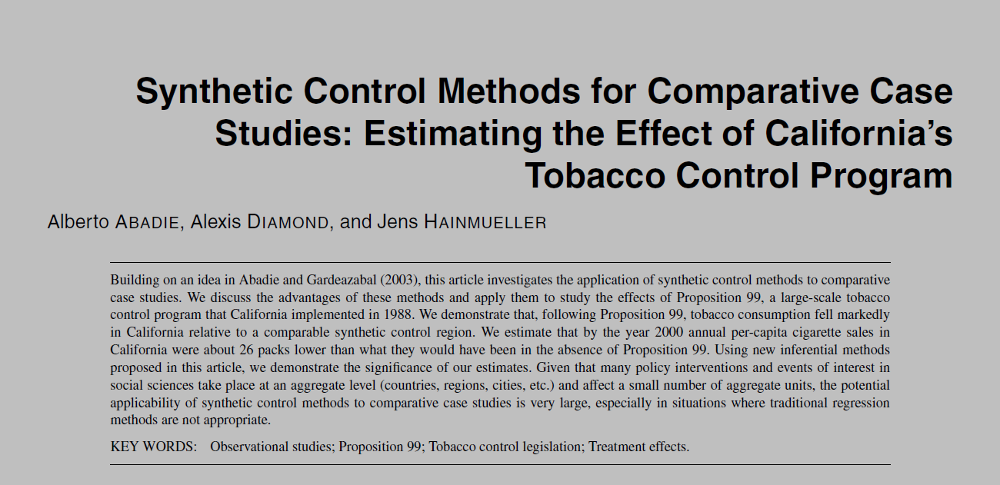 Synthetic Control Methods for Comparative Case
Studies: Estimating the Effect of California's
Tobacco Control Program
Alberto ABADIE, Alexis DIAMOND, and Jens HAINMUELLER
Building on an idea in Abadie and Gardeazabal (2003), this article investigates the application of synthetic control methods to comparative
case studies. We discuss the advantages of these methods and apply them to study the effects of Proposition 99, a large-scale tobacco
control program that California implemented in 1988. We demonstrate that, following Proposition 99, tobacco consumption fell markedly
in California relative to a comparable synthetic control region. We estimate that by the year 2000 annual per-capita cigarette sales in
California were about 26 packs lower than what they would have been in the absence of Proposition 99. Using new inferential methods
proposed in this article, we demonstrate the significance of our estimates. Given that many policy interventions and events of interest in
social sciences take place at an aggregate level (countries, regions, cities, etc.) and affect a small number of aggregate units, the potential
applicability of synthetic control methods to comparative case studies is very large, especially in situations where traditional regression
methods are not appropriate.
KEY WORDS: Observational studies; Proposition 99; Tobacco control legislation; Treatment effects.